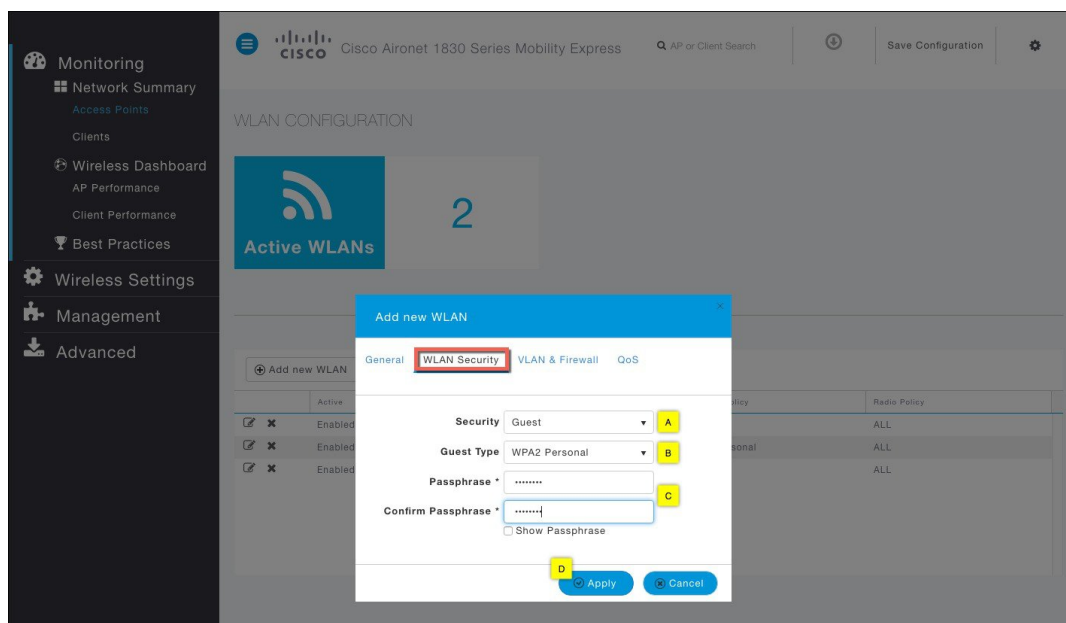 Monitoring
Network Summary
Access Points
Clients
Wireless Dashboard
AP Performance
Client Performance
Best Practices
Wireless Settings
Management
Advanced
CISCO Cisco Aironet 1830 Series Mobility Express
AP or Client Search
Save Configuration
WLAN CONFIGURATION
Active WLANs
2
Add new WLAN
Active
olicy
Radio Policy
Enabled
ALL
Enabled
sonal
ALL
Enabled
ALL
Add new WLAN
General WLAN Security VLAN & Firewall QoS
Security Guest A
Guest Type WPA2 Personal B
Passphrase * ········
C
Confirm Passphrase * ········
Show Passphrase
D
Apply Cancel